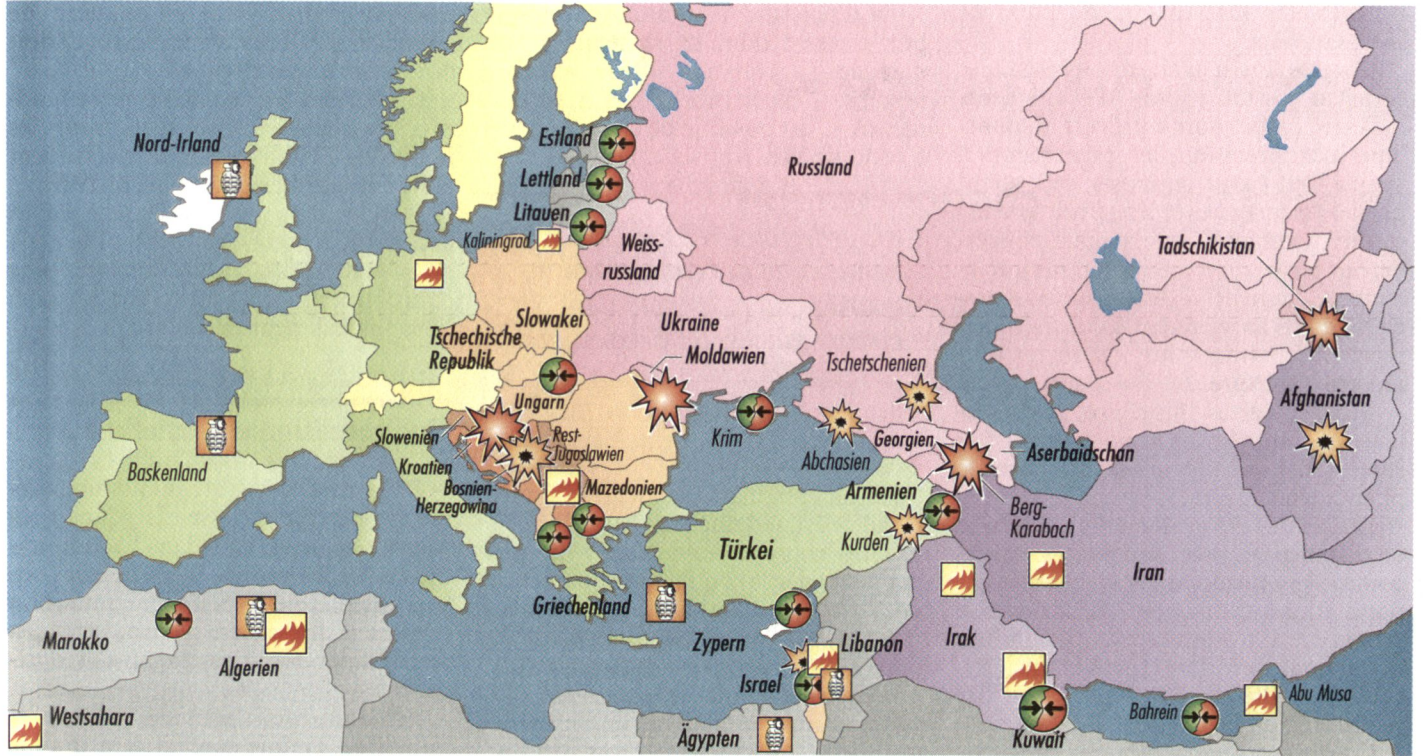 Nord-Irland
Estland
Lettland
Litauen
Kaliningrad
Russland
Weiss-
russland
Tadschikistan
Slowakei
Tschechische
Republik
Ukraine
Moldawien
Ungarn
Tschetschenien
Afghanistan
Krim
Baskenland
Slowenien
Kroatien
Rest-
Jugoslawien
Bosnien-
Herzegowina
Mazedonien
Georgien
Abchasien
Aserbaidschan
Armenien
Berg-
Karabach
Kurden
Türkei
Iran
Griechenland
Marokko
Algerien
Zypern
Libanon
Irak
Israel
Westsahara
Ägypten
Kuwait
Bahrein
Abu Musa